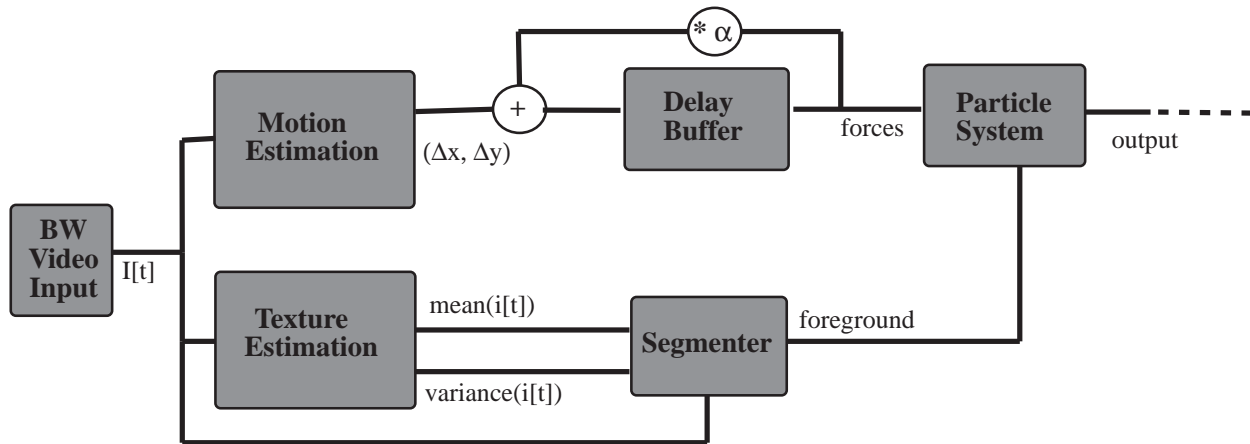 * α
+
Motion
Estimation
(Δx, Δy)
Delay
Buffer
forces
Particle
System
output
BW
Video
Input
I[t]
Texture
Estimation
mean(i[t])
variance(i[t])
Segmenter
foreground